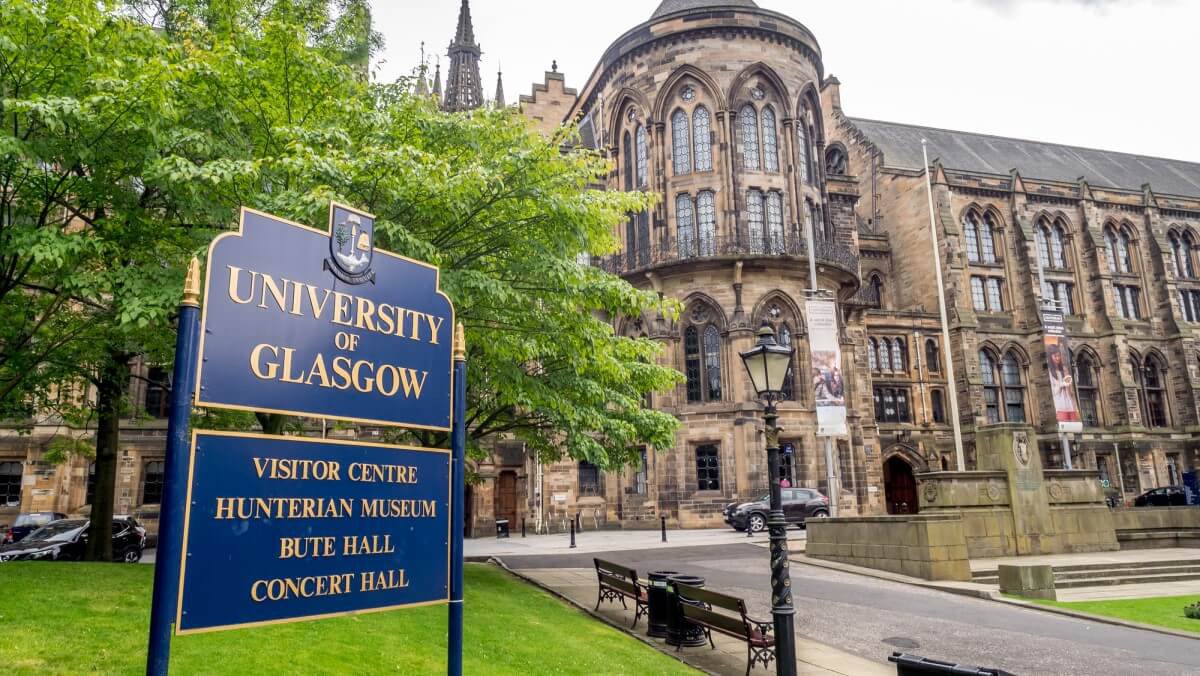 UNIVERSITY
OF
GLASGOW
VISITOR CENTRE
HUNTERIAN MUSEUM
BUTE HALL
CONCERT HALL